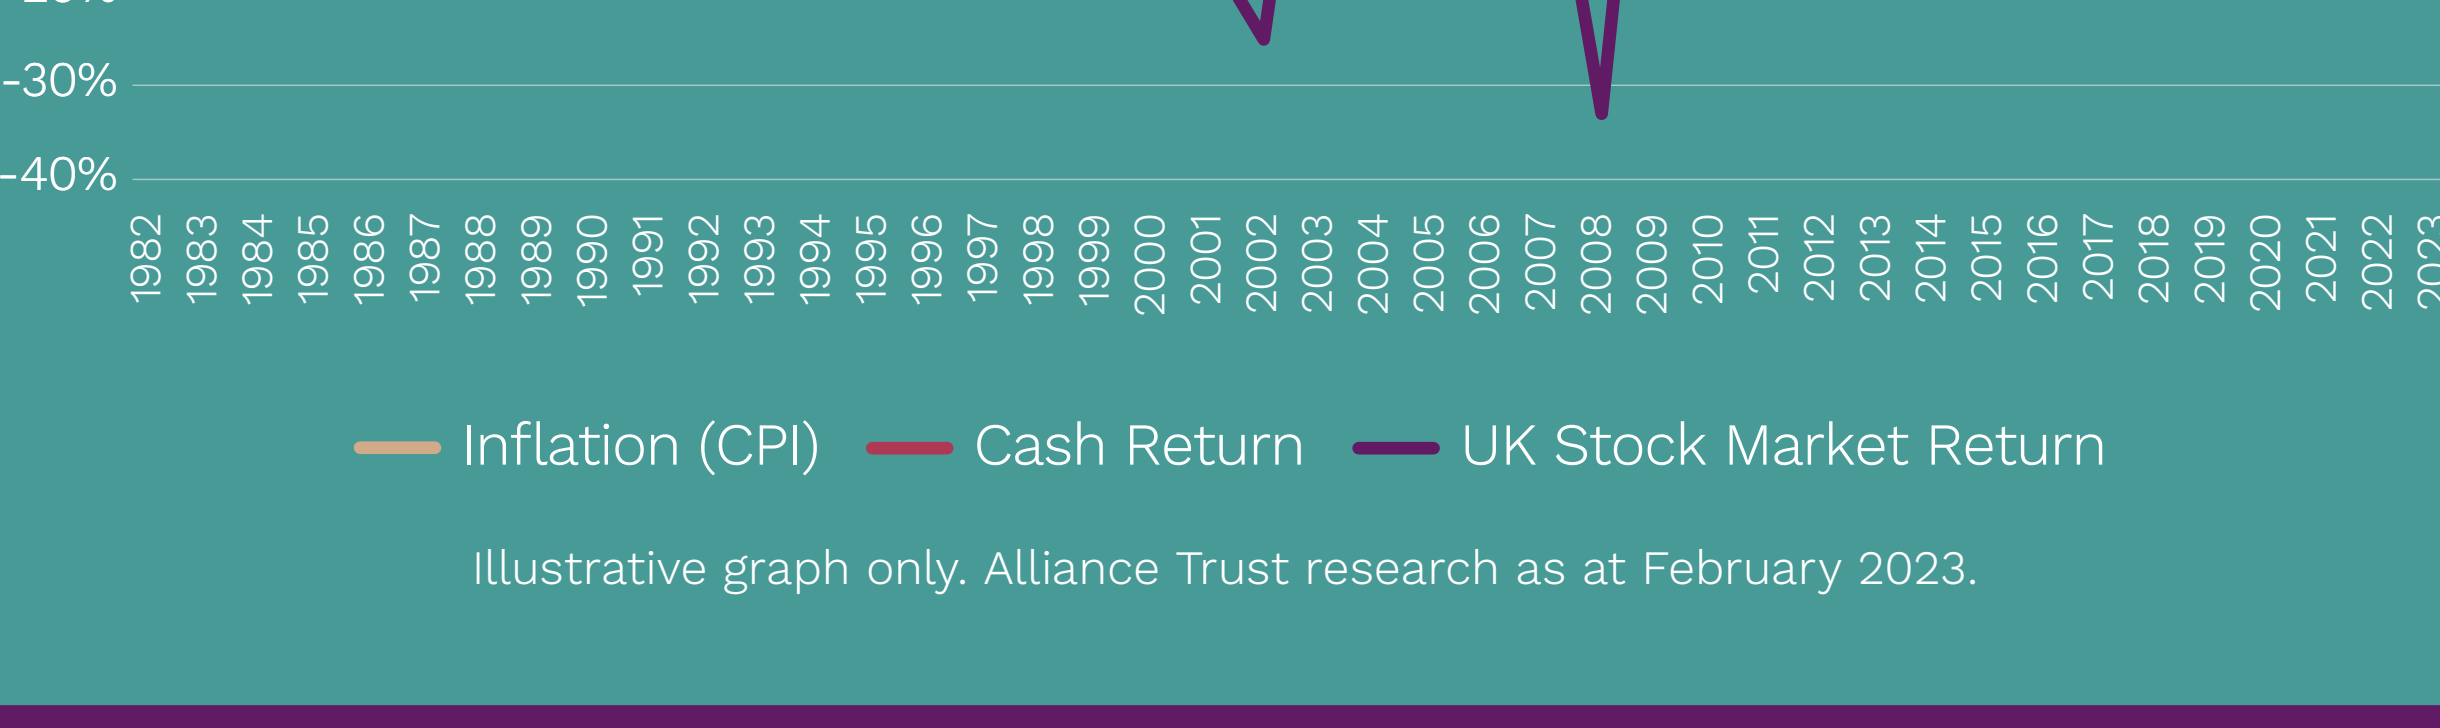 -30%
-40%
1982 1983 1984 1985 1986 1987 1988 1989 1990 1991 1992 1993 1994 1995 1996 1997 1998 1999 2000 2001 2002 2003 2004 2005 2006 2007 2008 2009 2010 2011 2012 2013 2014 2015 2016 2017 2018 2019 2020 2021 2022 2023
Inflation (CPI) Cash Return UK Stock Market Return
Illustrative graph only. Alliance Trust research as at February 2023.